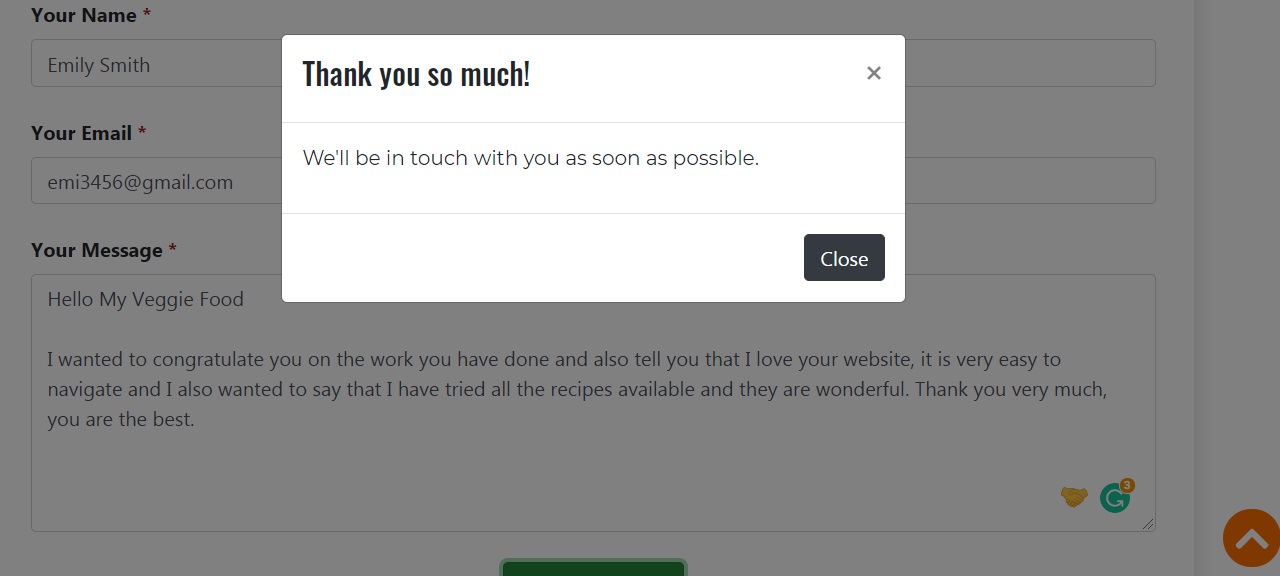 Your Name *
Emily Smith
Thank you so much!
×
Your Email *
We'll be in touch with you as soon as possible.
emi3456@gmail.com
Your Message *
Close
Hello My Veggie Food
I wanted to congratulate you on the work you have done and also tell you that I love your website, it is very easy to
navigate and I also wanted to say that I have tried all the recipes available and they are wonderful. Thank you very much,
you are the best.
3